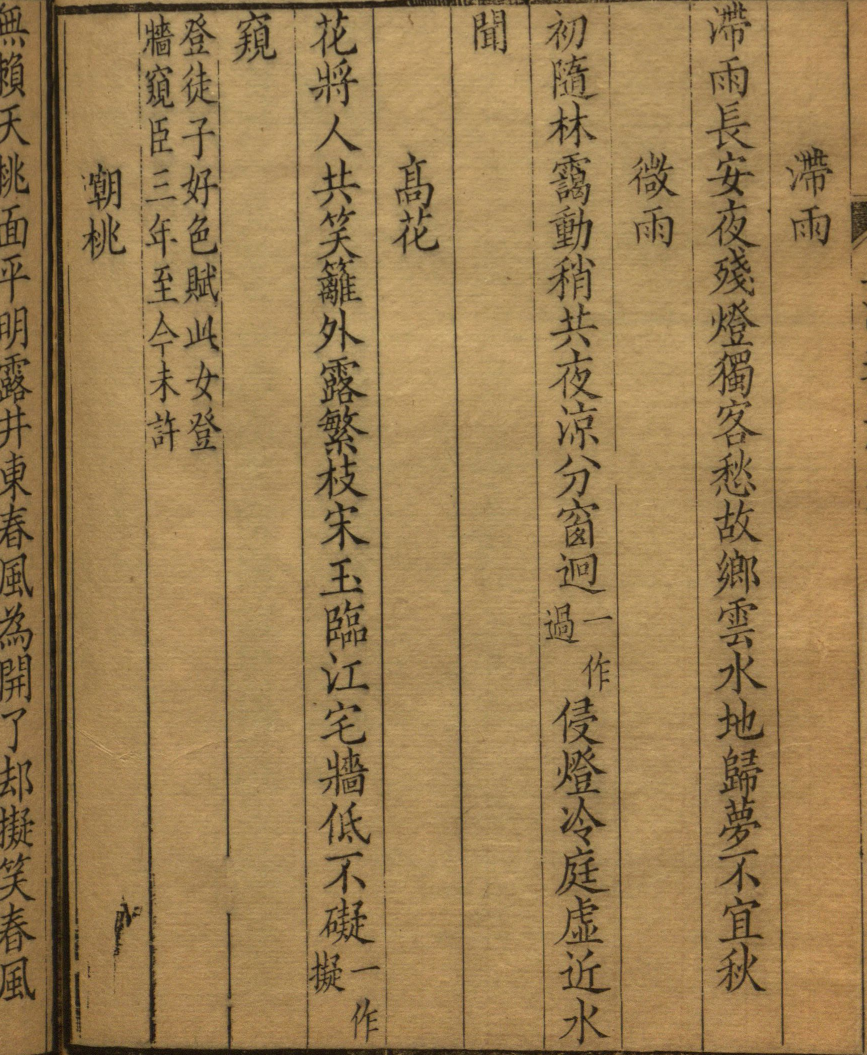 滯雨
滯雨長安夜殘燈獨客愁故鄉雲水地歸夢不宜秋
微雨
初隨林靄動稍共夜涼分窗迥一作過侵燈冷庭虛近水
聞
高花
花將人共笑籬外露繁枝宋玉臨江宅牆低不礙一作擬
窺
登徒子好色賦此女登
牆窺臣三年至今未許
嘲桃
無賴夭桃面平明露井東春風為開了却擬笑春風